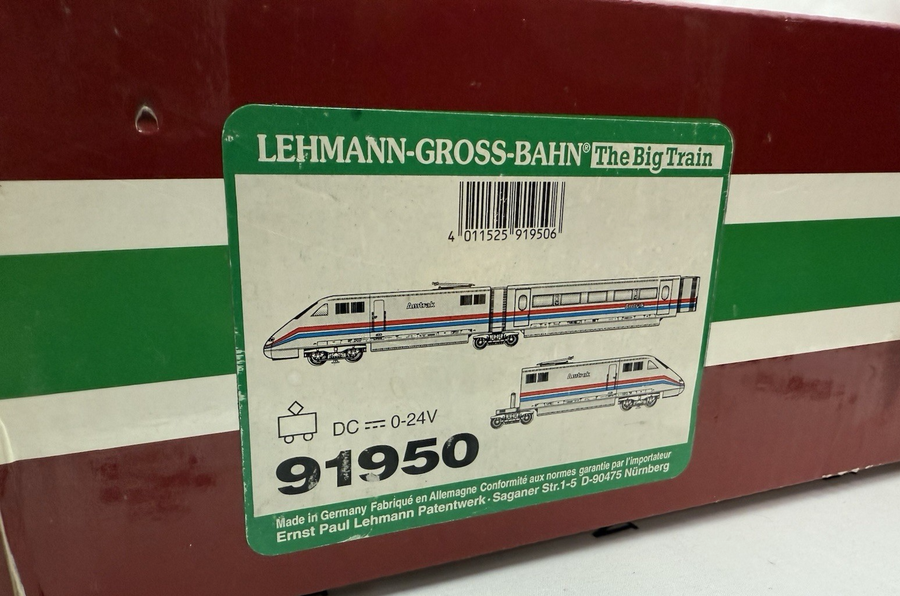 LEHMANN-GROSS-BAHN® The Big Train
4 011525 919506
Amtrak
Amtrak
DC 0-24V
91950
Made in Germany Fabriqué en Allemagne Conformité aux normes garantie par l'importateur
Ernst Paul Lehmann Patentwerk · Saganer Str.1-5 D-90475 Nürnberg